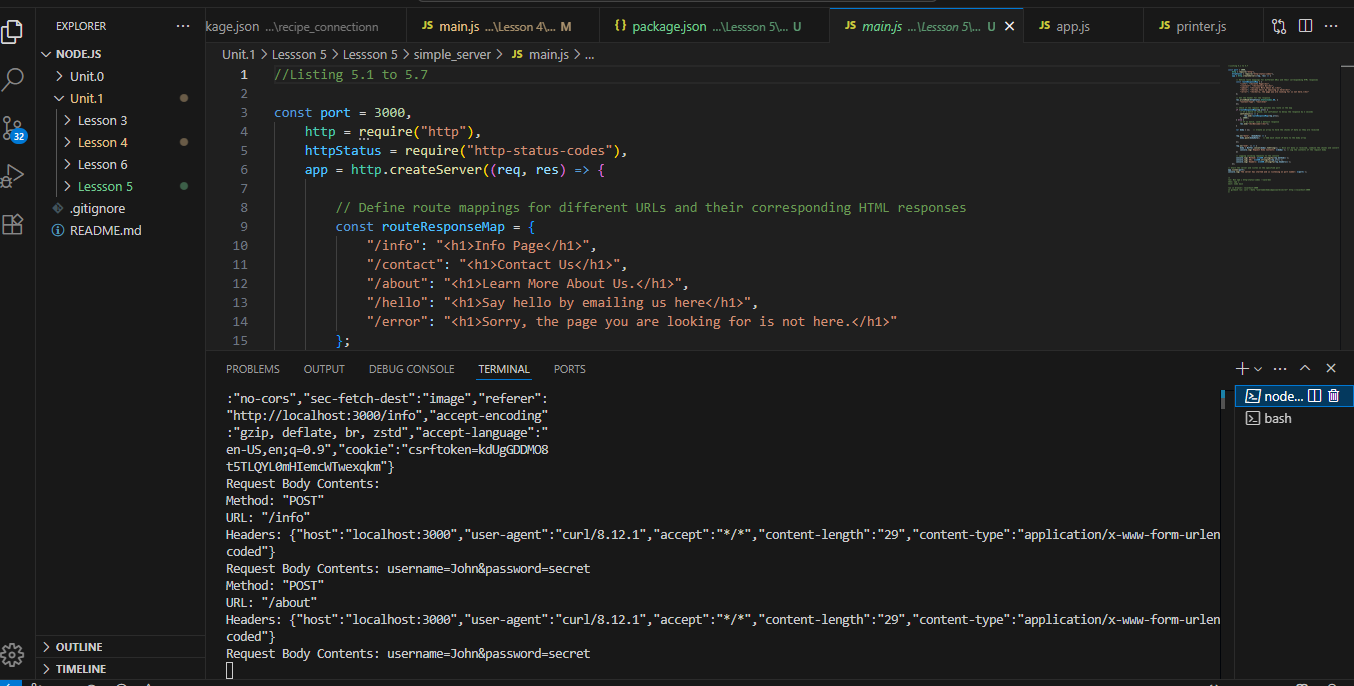 EXPLORER
NODE.JS
Unit.0
Unit.1
Lesson 3
Lesson 4
Lesson 6
Lessson 5
.gitignore
README.md
32
OUTLINE
TIMELINE
kage.json ...\recipe_connectionn
JS main.js ...\Lesson 4\... M
{} package.json ...\Lessson 5\... U
JS main.js ...\Lessson 5\... U
JS app.js
JS printer.js
Unit.1 > Lessson 5 > Lessson 5 > simple_server > JS main.js > ...
1 //Listing 5.1 to 5.7
2
3 const port = 3000,
4 http = require("http"),
5 httpStatus = require("http-status-codes"),
6 app = http.createServer((req, res) => {
7
8 // Define route mappings for different URLs and their corresponding HTML responses
9 const routeResponseMap = {
10 "/info": "<h1>Info Page</h1>",
11 "/contact": "<h1>Contact Us</h1>",
12 "/about": "<h1>Learn More About Us.</h1>",
13 "/hello": "<h1>Say hello by emailing us here</h1>",
14 "/error": "<h1>Sorry, the page you are looking for is not here.</h1>"
15 };
PROBLEMS OUTPUT DEBUG CONSOLE TERMINAL PORTS
:"no-cors","sec-fetch-dest":"image","referer":
"http://localhost:3000/info","accept-encoding"
:"gzip, deflate, br, zstd","accept-language":"
en-US,en;q=0.9","cookie":"csrftoken=kdUgGDDMO8
t5TLQYL0mHIemcWTwexqkm"}
Request Body Contents:
Method: "POST"
URL: "/info"
Headers: {"host":"localhost:3000","user-agent":"curl/8.12.1","accept":"*/*","content-length":"29","content-type":"application/x-www-form-urlen
coded"}
Request Body Contents: username=John&password=secret
Method: "POST"
URL: "/about"
Headers: {"host":"localhost:3000","user-agent":"curl/8.12.1","accept":"*/*","content-length":"29","content-type":"application/x-www-form-urlen
coded"}
Request Body Contents: username=John&password=secret
node...
bash